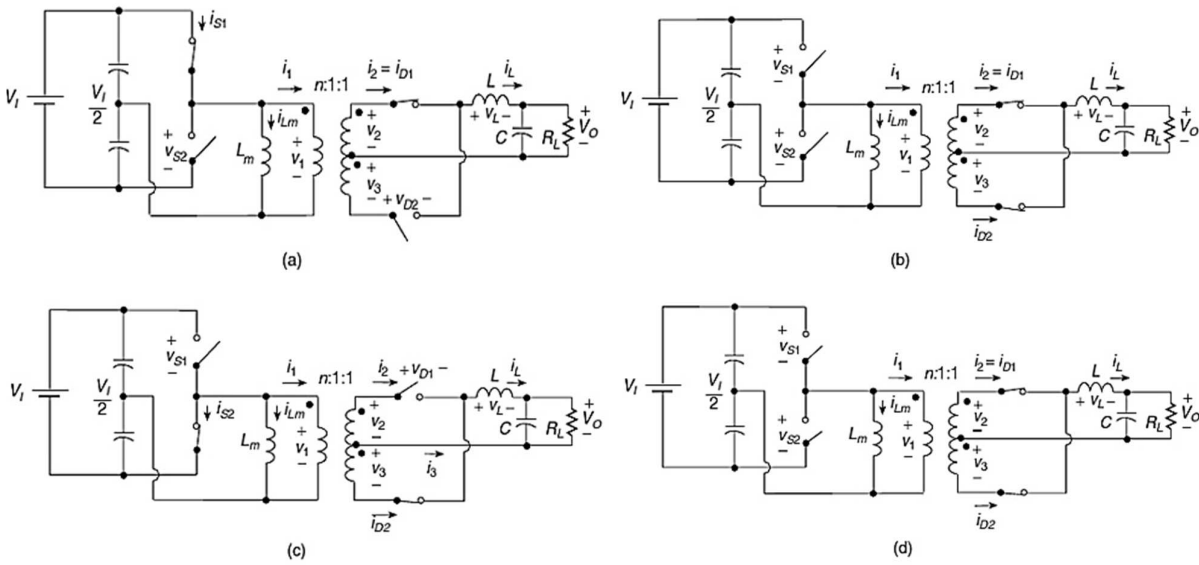 i_S1
V_I
V_I/2
+ v_S2 −
i_Lm
L_m
i_1
n:1:1
+ v_1 −
i_2 = i_D1
+ v_2 −
+ v_3 −
+ v_D2 −
L
i_L
+ v_L −
C
R_L
+ V_O −
(a)
V_I
V_I/2
+ v_S1 −
+ v_S2 −
i_Lm
L_m
i_1
n:1:1
+ v_1 −
i_2 = i_D1
+ v_2 −
+ v_3 −
i_D2
L
i_L
+ v_L −
C
R_L
+ V_O −
(b)
V_I
V_I/2
+ v_S1 −
i_S2
i_Lm
L_m
i_1
n:1:1
+ v_1 −
i_2
+ v_D1 −
+ v_2 −
+ v_3 −
i_3
i_D2
L
i_L
+ v_L −
C
R_L
+ V_O −
(c)
V_I
V_I/2
+ v_S1 −
+ v_S2 −
i_Lm
L_m
i_1
n:1:1
+ v_1 −
i_2 = i_D1
+ v_2 −
+ v_3 −
i_D2
L
i_L
+ v_L −
C
R_L
+ V_O −
(d)